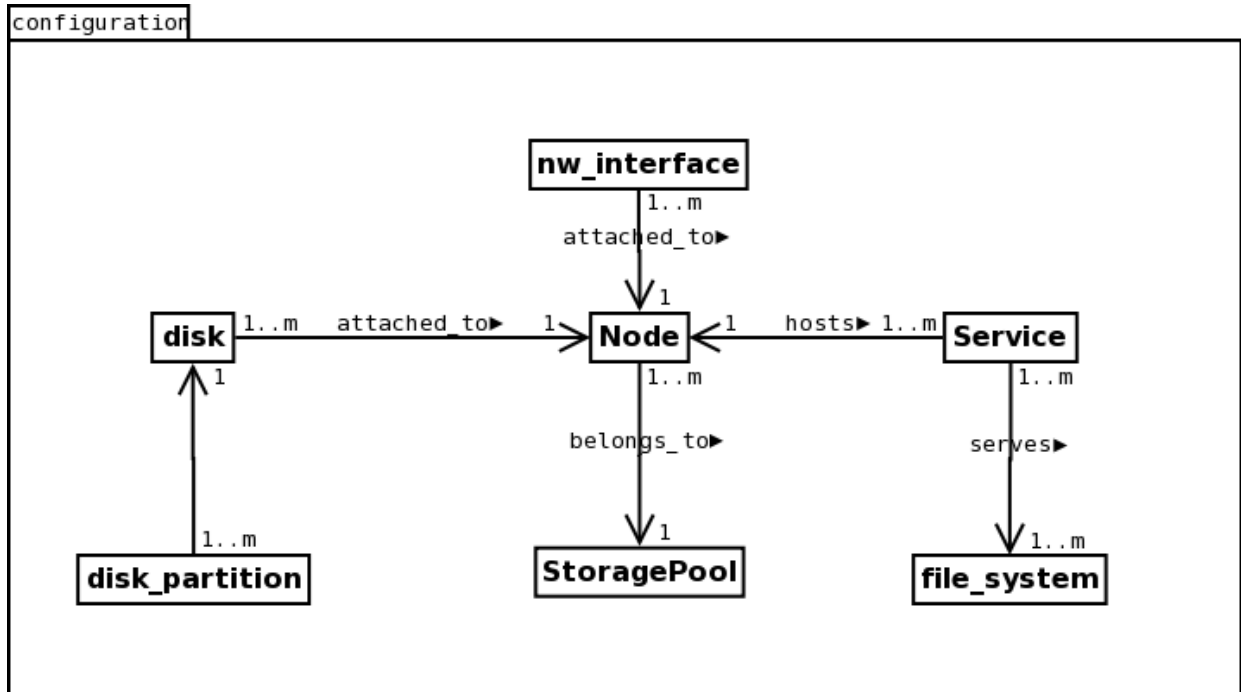 configuration
nw_interface
1..m
attached_to►
1
disk
1..m
attached_to►
1
Node
1
hosts►
1..m
Service
1
1..m
1..m
belongs_to►
serves►
1..m
1
1..m
disk_partition
StoragePool
file_system